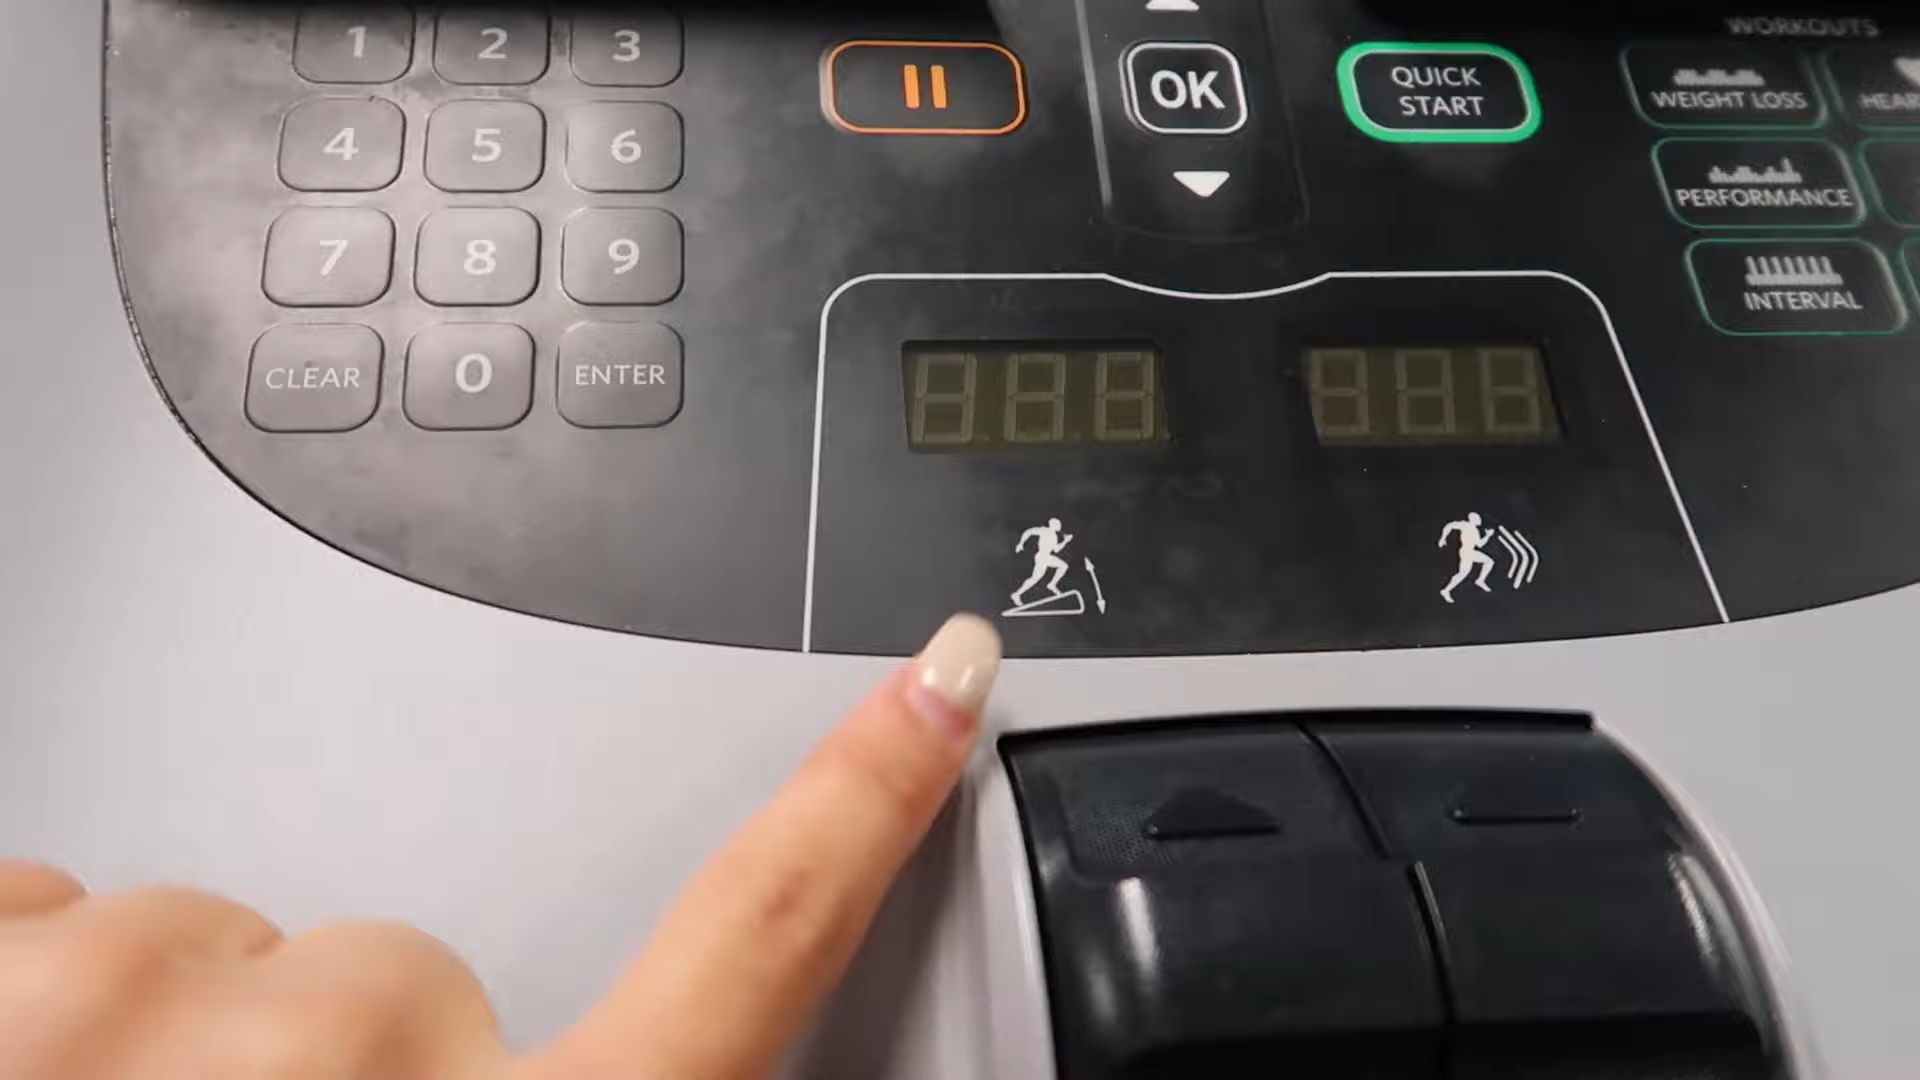 1 2 3
4 5 6
7 8 9
CLEAR 0 ENTER
OK
QUICK
START
WORKOUTS
WEIGHT LOSS
PERFORMANCE
INTERVAL